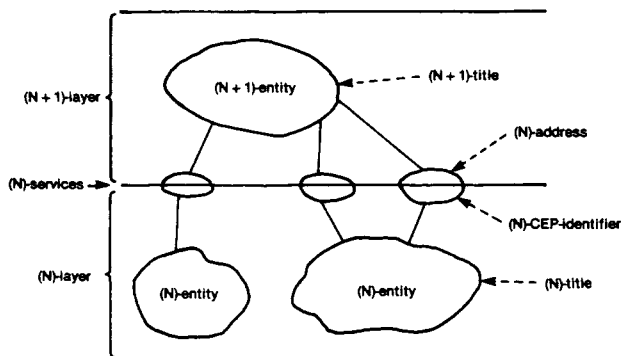 (N + 1)-entity
(N + 1)-title
(N + 1)-layer
(N)-address
(N)-services
(N)-CEP-identifier
(N)-layer
(N)-entity
(N)-entity
(N)-title